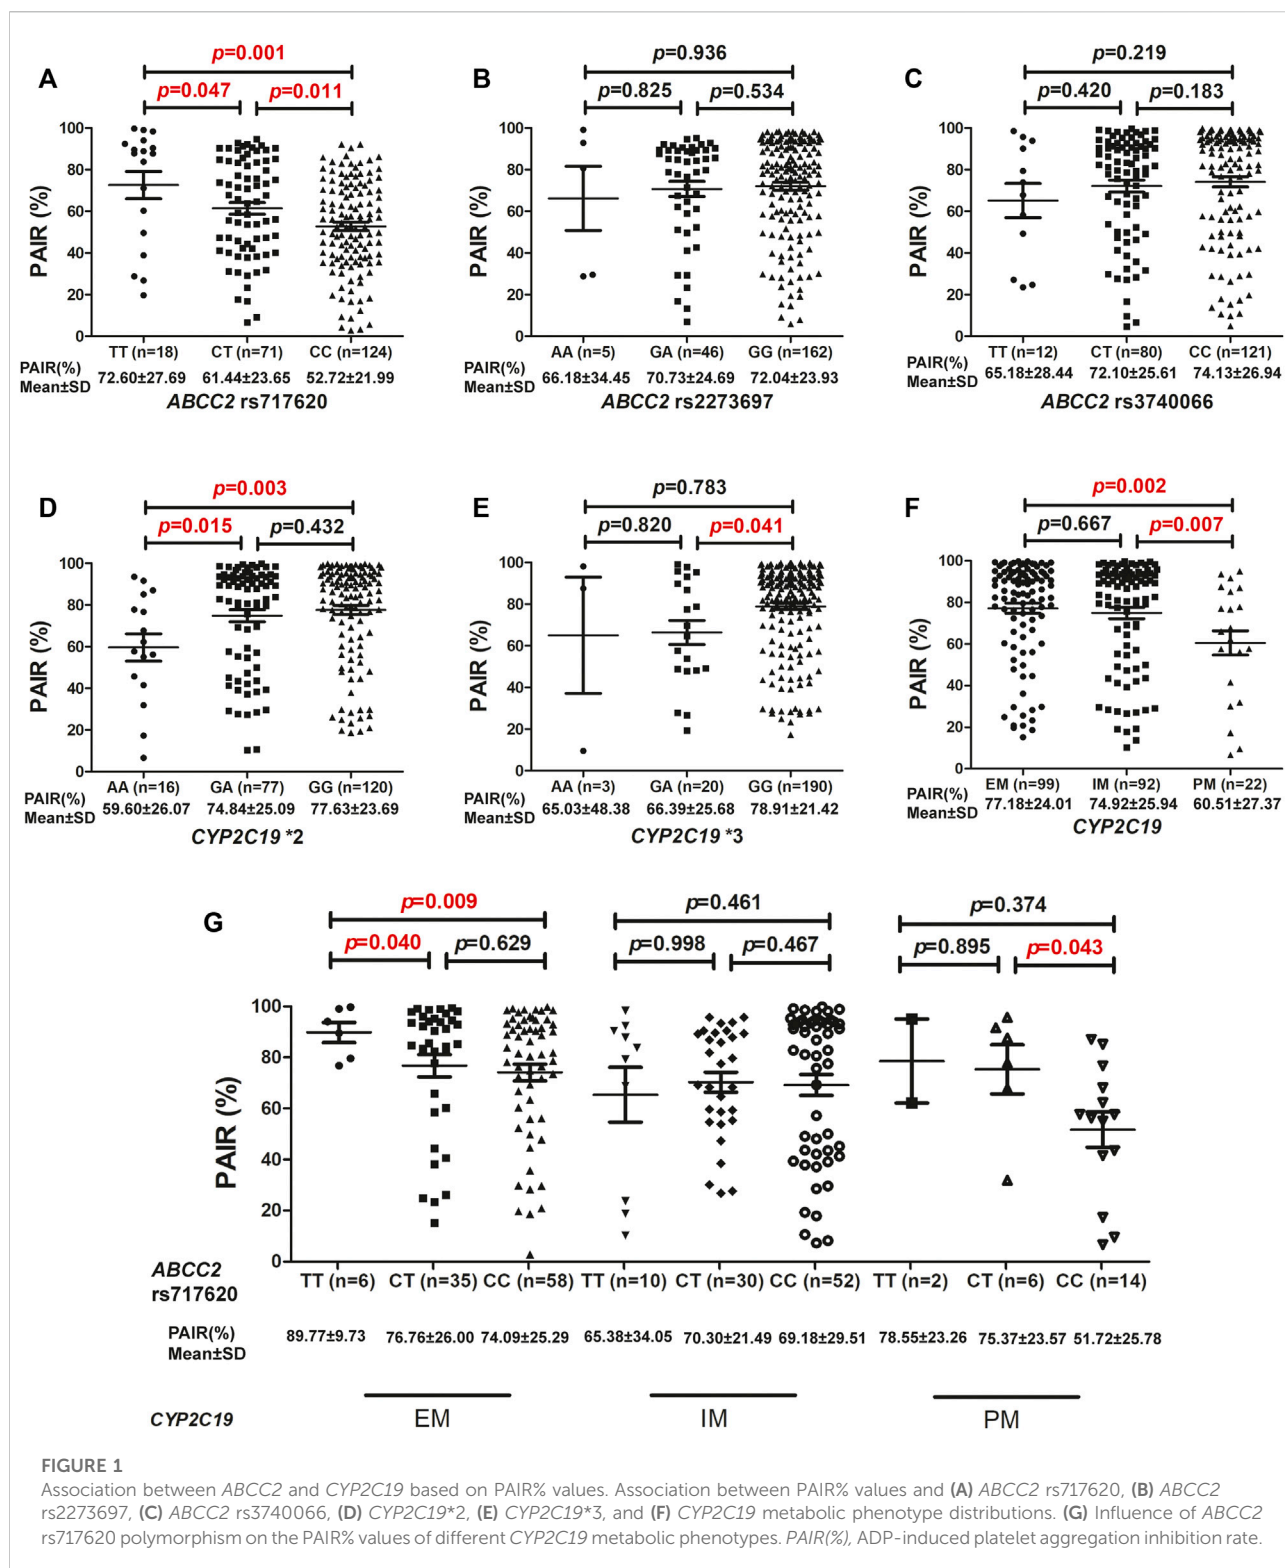 A
p=0.001
p=0.047 p=0.011
PAIR (%)
100
80
60
40
20
0
TT (n=18) CT (n=71) CC (n=124)
PAIR(%)
Mean±SD
72.60±27.69 61.44±23.65 52.72±21.99
ABCC2 rs717620
B
p=0.936
p=0.825 p=0.534
PAIR (%)
100
80
60
40
20
0
AA (n=5) GA (n=46) GG (n=162)
66.18±34.45 70.73±24.69 72.04±23.93
ABCC2 rs2273697
C
p=0.219
p=0.420 p=0.183
PAIR (%)
100
80
60
40
20
0
TT (n=12) CT (n=80) CC (n=121)
PAIR(%)
Mean±SD
65.18±28.44 72.10±25.61 74.13±26.94
ABCC2 rs3740066
D
p=0.003
p=0.015 p=0.432
PAIR (%)
100
80
60
40
20
0
AA (n=16) GA (n=77) GG (n=120)
PAIR(%)
Mean±SD
59.60±26.07 74.84±25.09 77.63±23.69
CYP2C19 *2
E
p=0.783
p=0.820 p=0.041
PAIR (%)
100
80
60
40
20
0
AA (n=3) GA (n=20) GG (n=190)
PAIR(%)
Mean±SD
65.03±48.38 66.39±25.68 78.91±21.42
CYP2C19 *3
F
p=0.002
p=0.667 p=0.007
PAIR (%)
100
80
60
40
20
0
EM (n=99) IM (n=92) PM (n=22)
PAIR(%)
Mean±SD
77.18±24.01 74.92±25.94 60.51±27.37
CYP2C19
G
p=0.009 p=0.461 p=0.374
p=0.040 p=0.629 p=0.998 p=0.467 p=0.895 p=0.043
PAIR (%)
100
80
60
40
20
0
ABCC2
rs717620
TT (n=6) CT (n=35) CC (n=58) TT (n=10) CT (n=30) CC (n=52) TT (n=2) CT (n=6) CC (n=14)
PAIR(%)
Mean±SD
89.77±9.73 76.76±26.00 74.09±25.29 65.38±34.05 70.30±21.49 69.18±29.51 78.55±23.26 75.37±23.57 51.72±25.78
CYP2C19 EM IM PM
FIGURE 1
Association between ABCC2 and CYP2C19 based on PAIR% values. Association between PAIR% values and (A) ABCC2 rs717620, (B) ABCC2
rs2273697, (C) ABCC2 rs3740066, (D) CYP2C19*2, (E) CYP2C19*3, and (F) CYP2C19 metabolic phenotype distributions. (G) Influence of ABCC2
rs717620 polymorphism on the PAIR% values of different CYP2C19 metabolic phenotypes. PAIR(%), ADP-induced platelet aggregation inhibition rate.